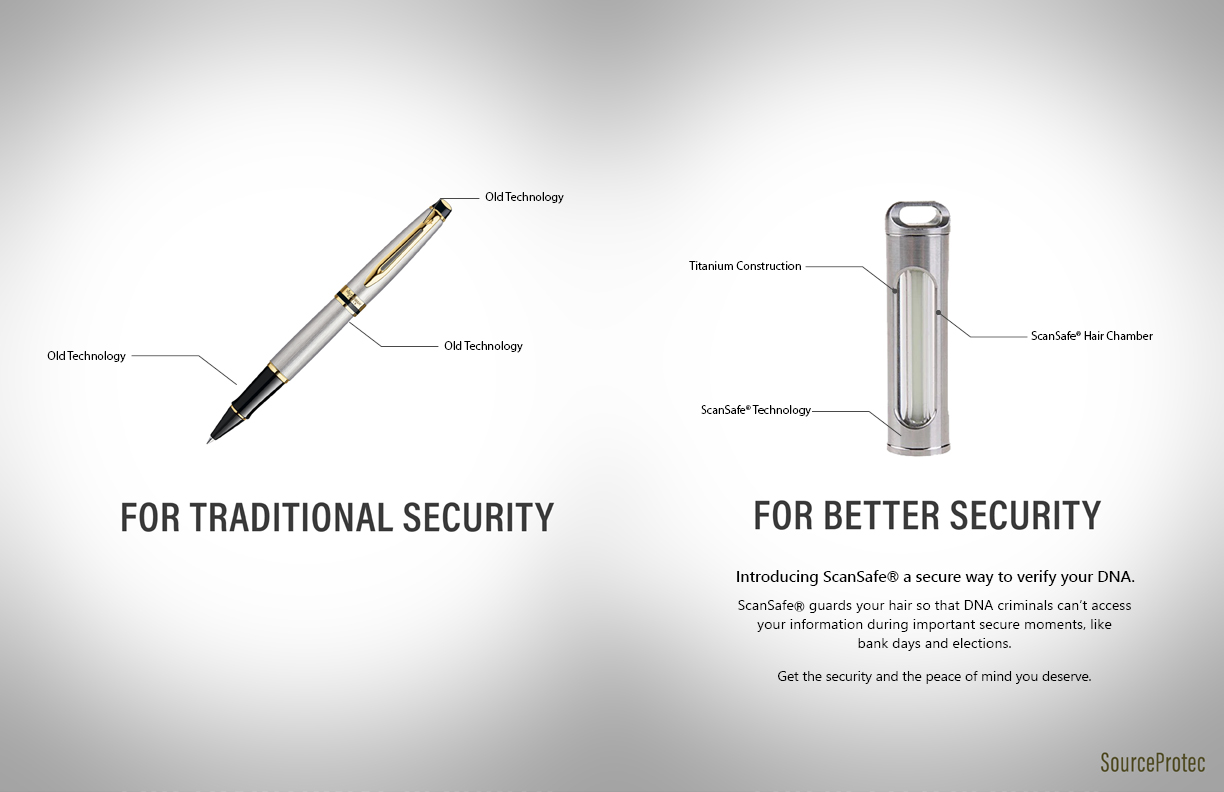 Old Technology
Old Technology
Old Technology
FOR TRADITIONAL SECURITY
Titanium Construction
ScanSafe® Hair Chamber
ScanSafe® Technology
FOR BETTER SECURITY
Introducing ScanSafe® a secure way to verify your DNA.
ScanSafe® guards your hair so that DNA criminals can't access
your information during important secure moments, like
bank days and elections.
Get the security and the peace of mind you deserve.
SourceProtec